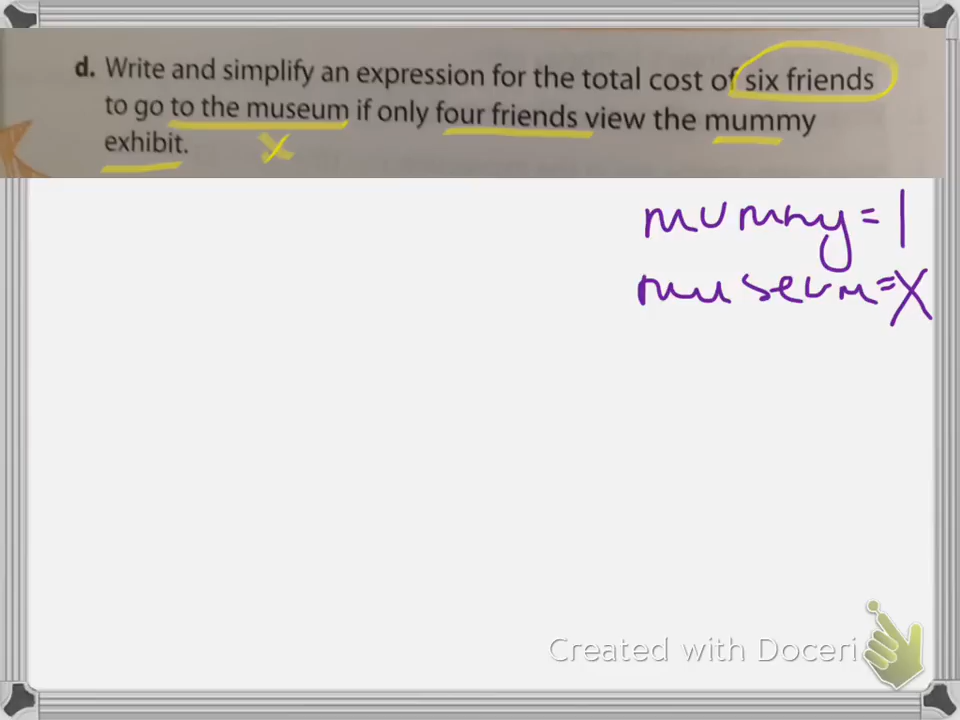 d. Write and simplify an expression for the total cost of six friends
to go to the museum if only four friends view the mummy
exhibit. X
mummy = 1
museum = X
Created with Doceri